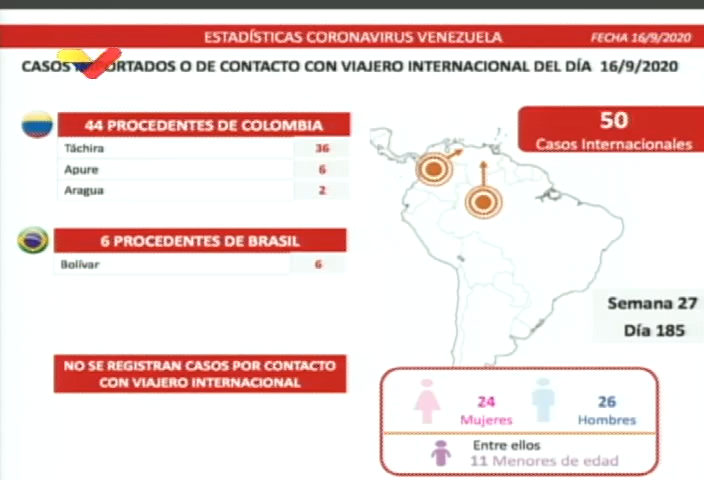 ESTADÍSTICAS CORONAVIRUS VENEZUELA
FECHA 16/9/2020
CASOS IMPORTADOS O DE CONTACTO CON VIAJERO INTERNACIONAL DEL DÍA 16/9/2020
44 PROCEDENTES DE COLOMBIA
Táchira 36
Apure 6
Aragua 2
6 PROCEDENTES DE BRASIL
Bolívar 6
NO SE REGISTRAN CASOS POR CONTACTO
CON VIAJERO INTERNACIONAL
50
Casos Internacionales
Semana 27
Día 185
24
Mujeres
26
Hombres
Entre ellos
11 Menores de edad